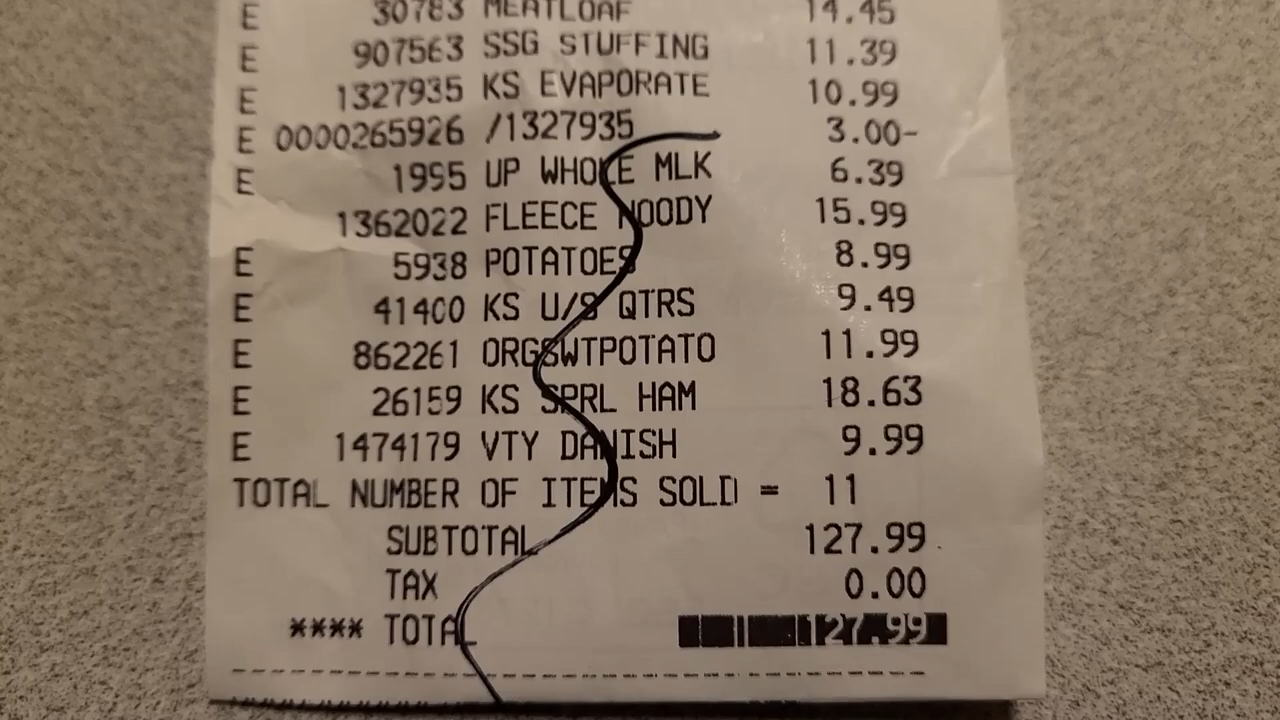 E 30783 MEATLOAF 14.45
E 907563 SSG STUFFING 11.39
E 1327935 KS EVAPORATE 10.99
E 0000265926 /1327935 3.00-
E 1995 UP WHOLE MLK 6.39
1362022 FLEECE HOODY 15.99
E 5938 POTATOES 8.99
E 41400 KS U/S QTRS 9.49
E 862261 ORGSWTPOTATO 11.99
E 26159 KS SPRL HAM 18.63
E 1474179 VTY DANISH 9.99
TOTAL NUMBER OF ITEMS SOLD = 11
SUBTOTAL 127.99
TAX 0.00
**** TOTAL 127.99